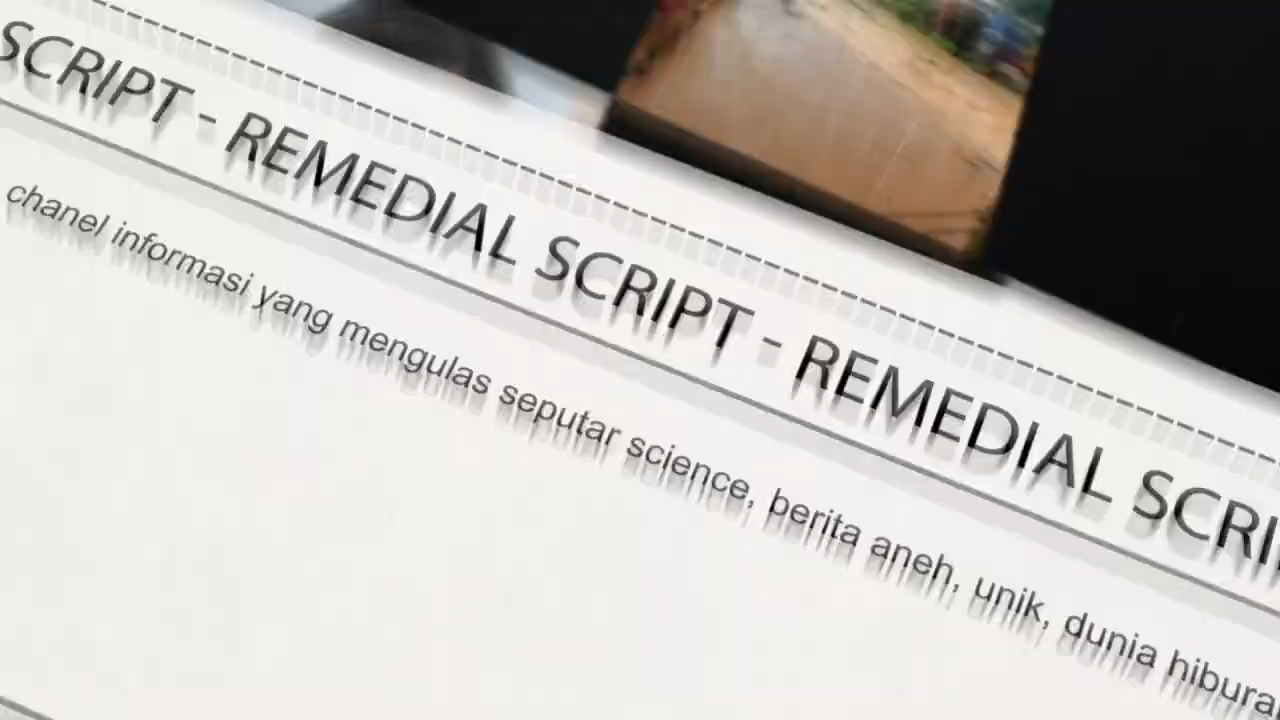 SCRIPT - REMEDIAL SCRIPT - REMEDIAL SCRI
chanel informasi yang mengulas seputar science, berita aneh, unik, dunia hibura